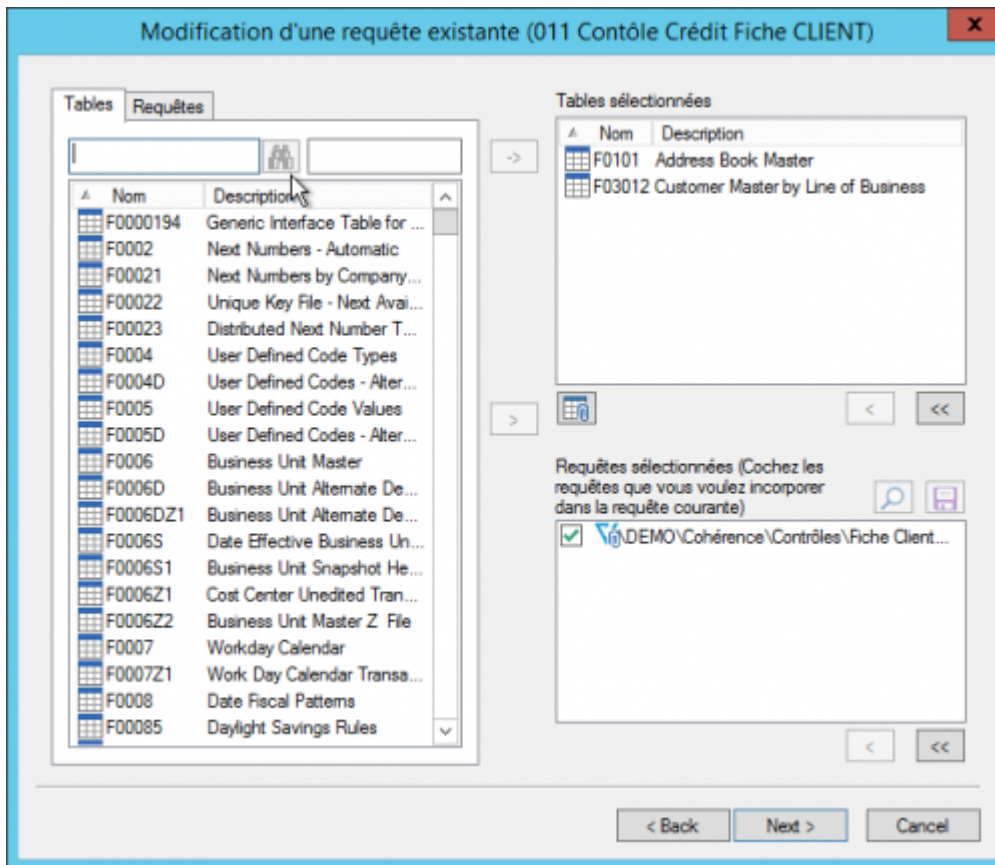 Modification d'une requête existante (011 Contôle Crédit Fiche CLIENT)
x
Tables
Requêtes
Nom Description
F0000194 Generic Interface Table for ...
F0002 Next Numbers - Automatic
F00021 Next Numbers by Company...
F00022 Unique Key File - Next Avai...
F00023 Distributed Next Number T...
F0004 User Defined Code Types
F0004D User Defined Codes - Alter...
F0005 User Defined Code Values
F0005D User Defined Codes - Alter...
F0006 Business Unit Master
F0006D Business Unit Alternate De...
F0006DZ1 Business Unit Alternate De...
F0006S Date Effective Business Un...
F0006S1 Business Unit Snapshot He...
F0006Z1 Cost Center Unedited Tran...
F0006Z2 Business Unit Master Z File
F0007 Workday Calendar
F0007Z1 Work Day Calendar Transa...
F0008 Date Fiscal Patterns
F00085 Daylight Savings Rules
->
>
Tables sélectionnées
Nom Description
F0101 Address Book Master
F03012 Customer Master by Line of Business
<
<<
Requêtes sélectionnées (Cochez les
requêtes que vous voulez incorporer
dans la requête courante)
\DEMO\Cohérence\Contrôles\Fiche Client...
<
<<
< Back
Next >
Cancel